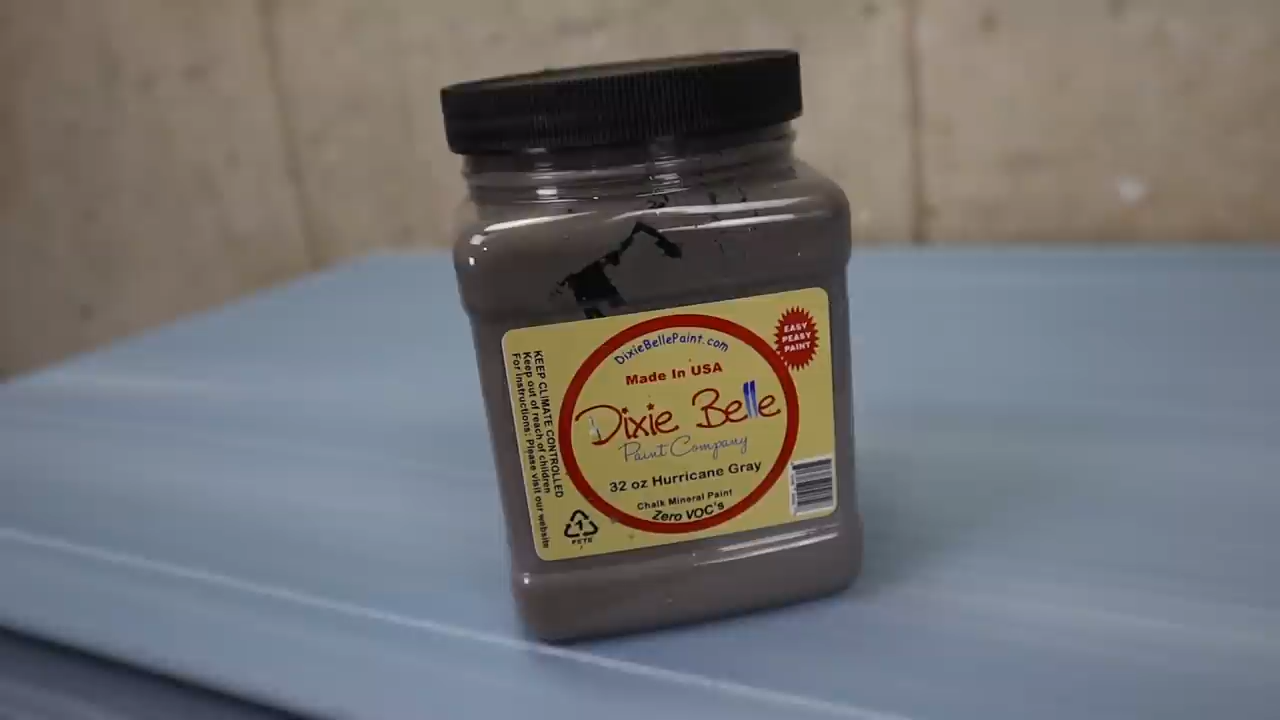 DixieBellePaint.com
Made In USA
Dixie Belle
Paint Company
32 oz Hurricane Gray
Chalk Mineral Paint
Zero VOC's
EASY
PEASY
PAINT
KEEP CLIMATE CONTROLLED
Keep out of reach of children
For Instructions: Please visit our website
1
PETE